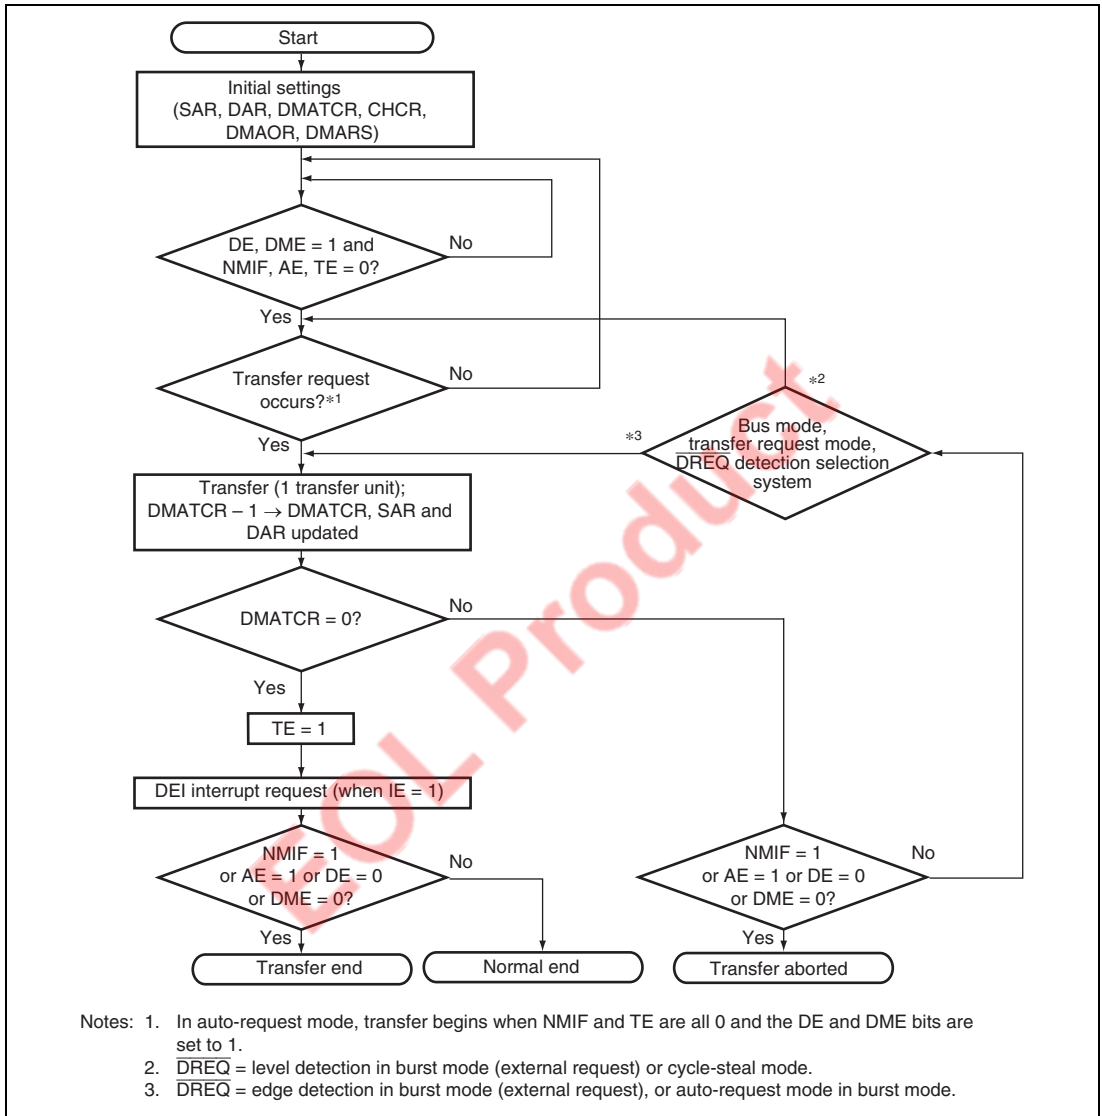 Start
Initial settings
(SAR, DAR, DMATCR, CHCR,
DMAOR, DMARS)
DE, DME = 1 and
NMIF, AE, TE = 0?
No
Yes
Transfer request
occurs?*1
No
Yes
*2
Bus mode,
transfer request mode,
DREQ detection selection
system
*3
Transfer (1 transfer unit);
DMATCR – 1 → DMATCR, SAR and
DAR updated
DMATCR = 0?
No
Yes
TE = 1
DEI interrupt request (when IE = 1)
NMIF = 1
or AE = 1 or DE = 0
or DME = 0?
No
Yes
NMIF = 1
or AE = 1 or DE = 0
or DME = 0?
No
Yes
Transfer end
Normal end
Transfer aborted
EOL Product
Notes: 1. In auto-request mode, transfer begins when NMIF and TE are all 0 and the DE and DME bits are
set to 1.
2. DREQ = level detection in burst mode (external request) or cycle-steal mode.
3. DREQ = edge detection in burst mode (external request), or auto-request mode in burst mode.